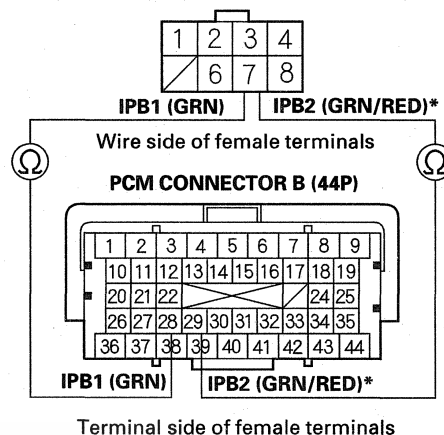 1 2 3 4
6 7 8
IPB1 (GRN) IPB2 (GRN/RED)*
Wire side of female terminals
Ω Ω
PCM CONNECTOR B (44P)
1 2 3 4 5 6 7 8 9
10 11 12 13 14 15 16 17 18 19
20 21 22 24 25
26 27 28 29 30 31 32 33 34 35
36 37 38 39 40 41 42 43 44
IPB1 (GRN) IPB2 (GRN/RED)*
Terminal side of female terminals